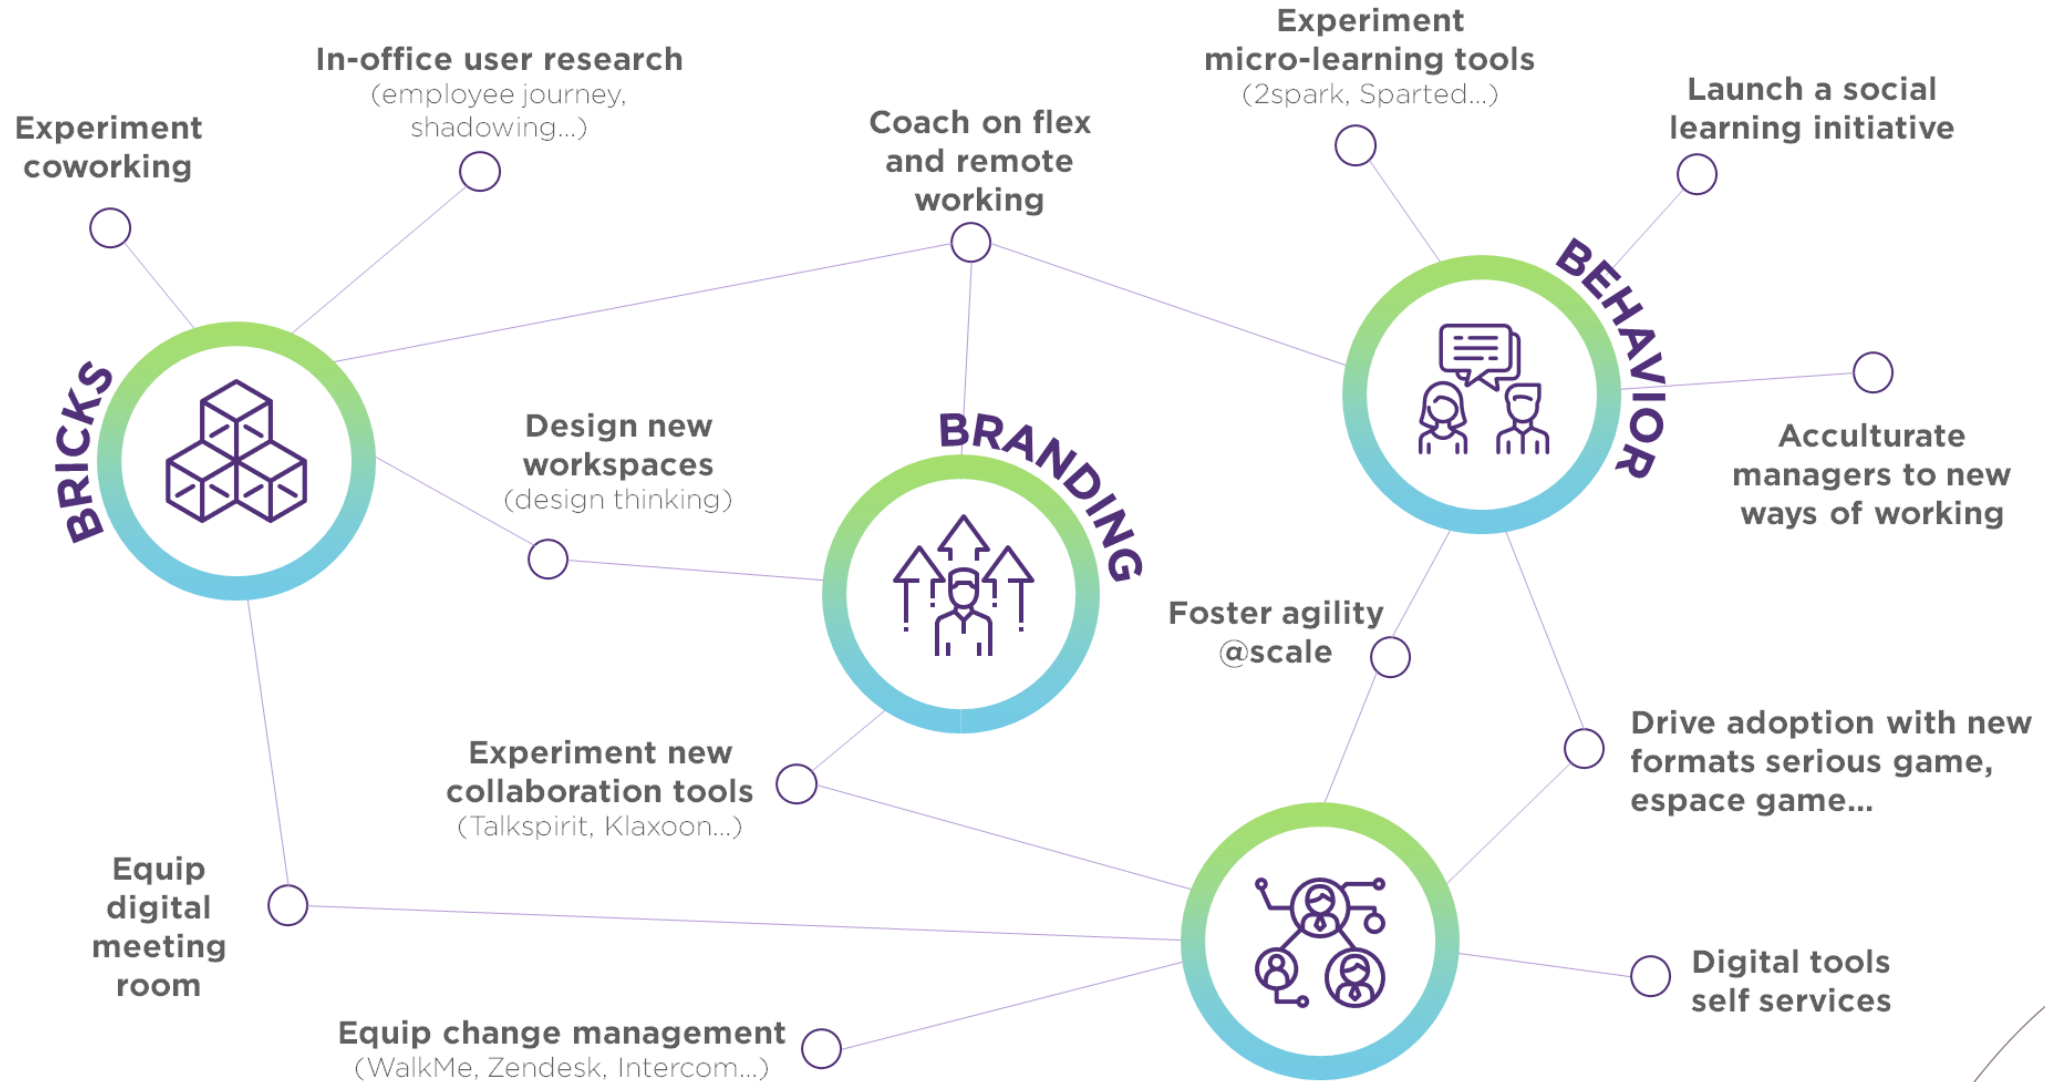 Experiment
micro-learning tools
(2spark, Sparted...)
In-office user research
(employee journey,
shadowing...)
Launch a social
learning initiative
Experiment
coworking
Coach on flex
and remote
working
BEHAVIOR
BRICKS
Design new
workspaces
(design thinking)
BRANDING
Acculturate
managers to new
ways of working
Foster agility
@scale
Experiment new
collaboration tools
(Talkspirit, Klaxoon...)
Drive adoption with new
formats serious game,
espace game...
Equip
digital
meeting
room
Digital tools
self services
Equip change management
(WalkMe, Zendesk, Intercom...)